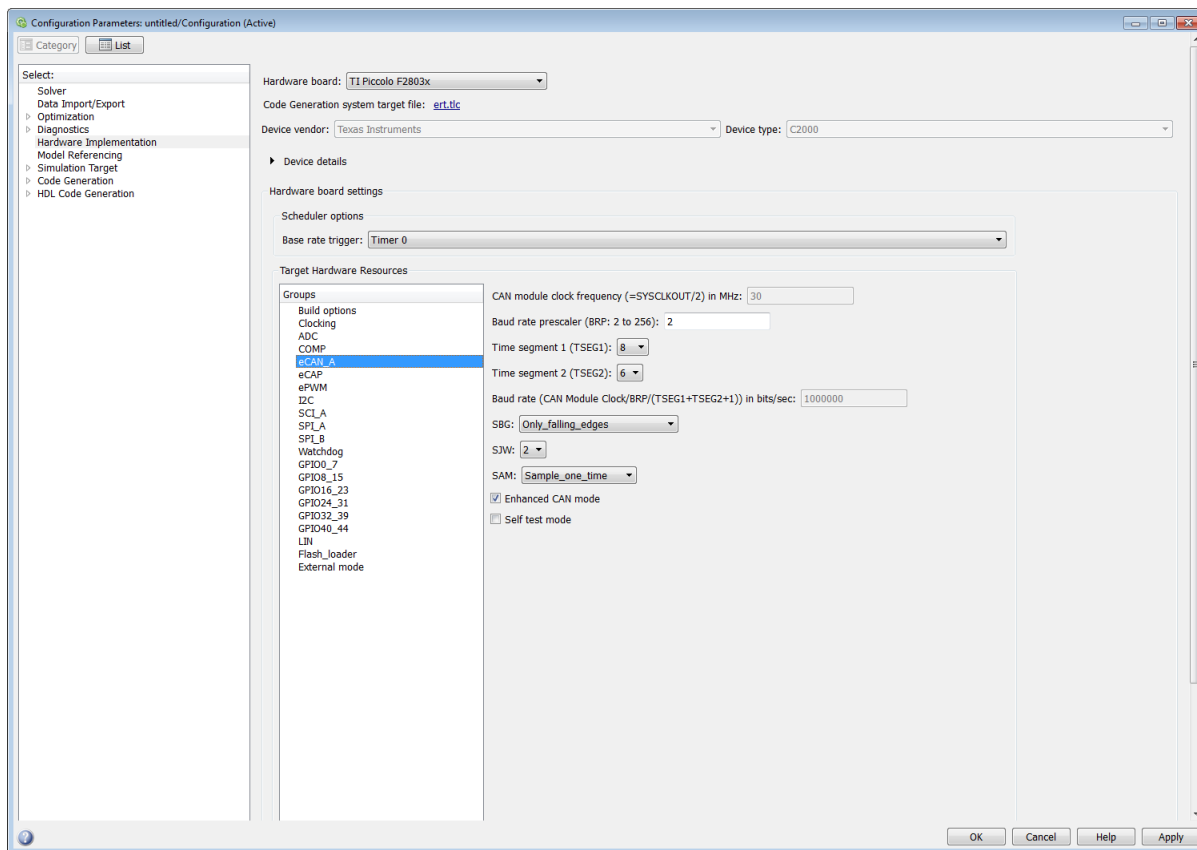 Configuration Parameters: untitled/Configuration (Active)
Category List
Select:
Solver
Data Import/Export
Optimization
Diagnostics
Hardware Implementation
Model Referencing
Simulation Target
Code Generation
HDL Code Generation
Hardware board: TI Piccolo F2803x
Code Generation system target file: ert.tlc
Device vendor: Texas Instruments Device type: C2000
Device details
Hardware board settings
Scheduler options
Base rate trigger: Timer 0
Target Hardware Resources
Groups
Build options
Clocking
ADC
COMP
eCAN_A
eCAP
ePWM
I2C
SCI_A
SPI_A
SPI_B
Watchdog
GPIO0_7
GPIO8_15
GPIO16_23
GPIO24_31
GPIO32_39
GPIO40_44
LIN
Flash_loader
External mode
CAN module clock frequency (=SYSCLKOUT/2) in MHz: 30
Baud rate prescaler (BRP: 2 to 256): 2
Time segment 1 (TSEG1): 8
Time segment 2 (TSEG2): 6
Baud rate (CAN Module Clock/BRP/(TSEG1+TSEG2+1)) in bits/sec: 1000000
SBG: Only_falling_edges
SJW: 2
SAM: Sample_one_time
Enhanced CAN mode
Self test mode
OK Cancel Help Apply